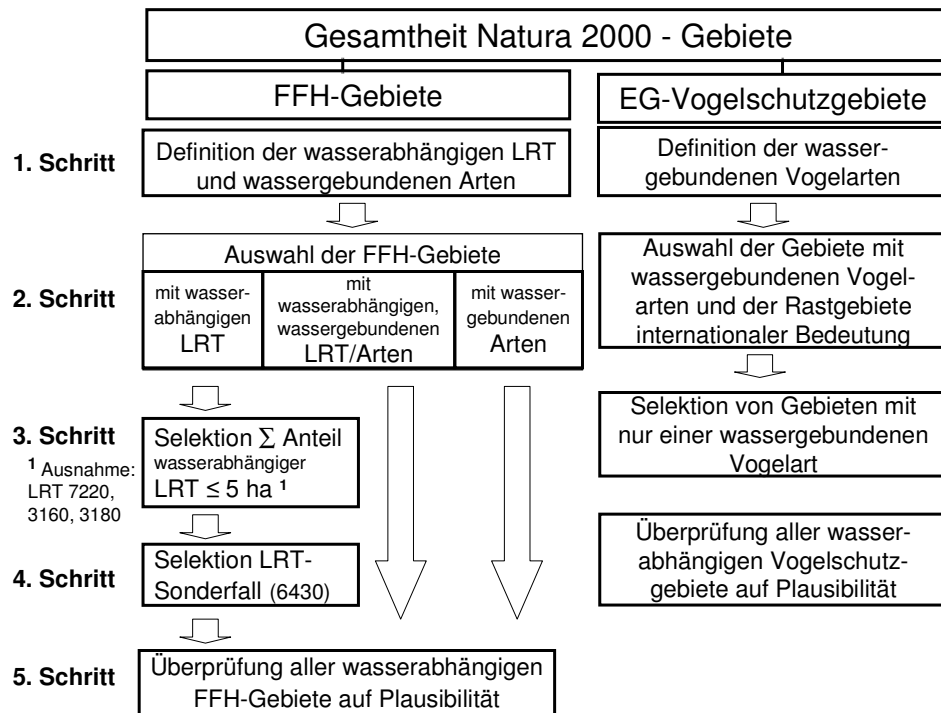 Gesamtheit Natura 2000 - Gebiete
FFH-Gebiete
EG-Vogelschutzgebiete
1. Schritt
Definition der wasserabhängigen LRT
und wassergebundenen Arten
Definition der wasser-
gebundenen Vogelarten
2. Schritt
Auswahl der FFH-Gebiete
mit wasser-
abhängigen
LRT
mit
wasserabhängigen,
wassergebundenen
LRT/Arten
mit wasser-
gebundenen
Arten
Auswahl der Gebiete mit
wassergebundenen Vogel-
arten und der Rastgebiete
internationaler Bedeutung
3. Schritt
¹ Ausnahme:
LRT 7220,
3160, 3180
Selektion ∑ Anteil
wasserabhängiger
LRT ≤ 5 ha ¹
Selektion von Gebieten mit
nur einer wassergebundenen
Vogelart
4. Schritt
Selektion LRT-
Sonderfall (6430)
Überprüfung aller wasser-
abhängigen Vogelschutz-
gebiete auf Plausibilität
5. Schritt
Überprüfung aller wasserabhängigen
FFH-Gebiete auf Plausibilität